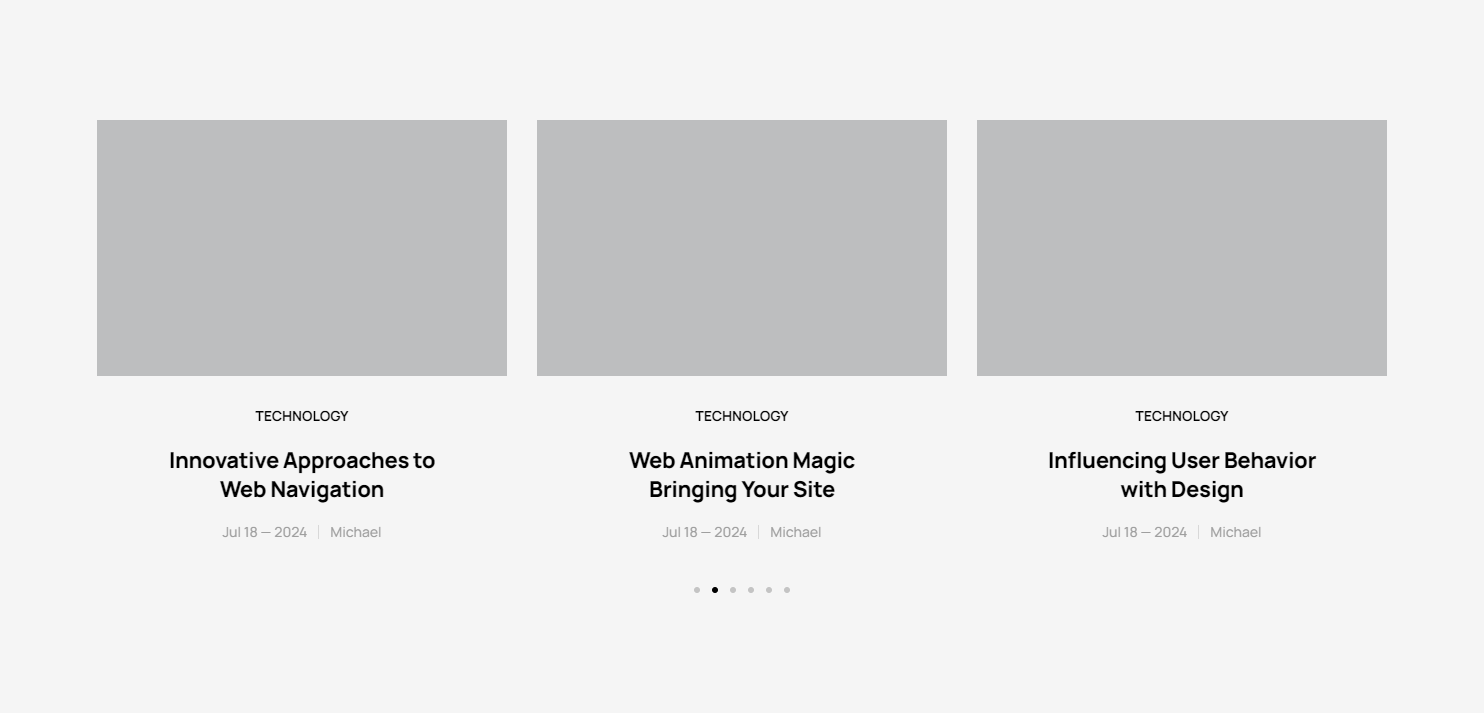 TECHNOLOGY
Innovative Approaches to
Web Navigation
Jul 18 — 2024 | Michael
TECHNOLOGY
Web Animation Magic
Bringing Your Site
Jul 18 — 2024 | Michael
TECHNOLOGY
Influencing User Behavior
with Design
Jul 18 — 2024 | Michael